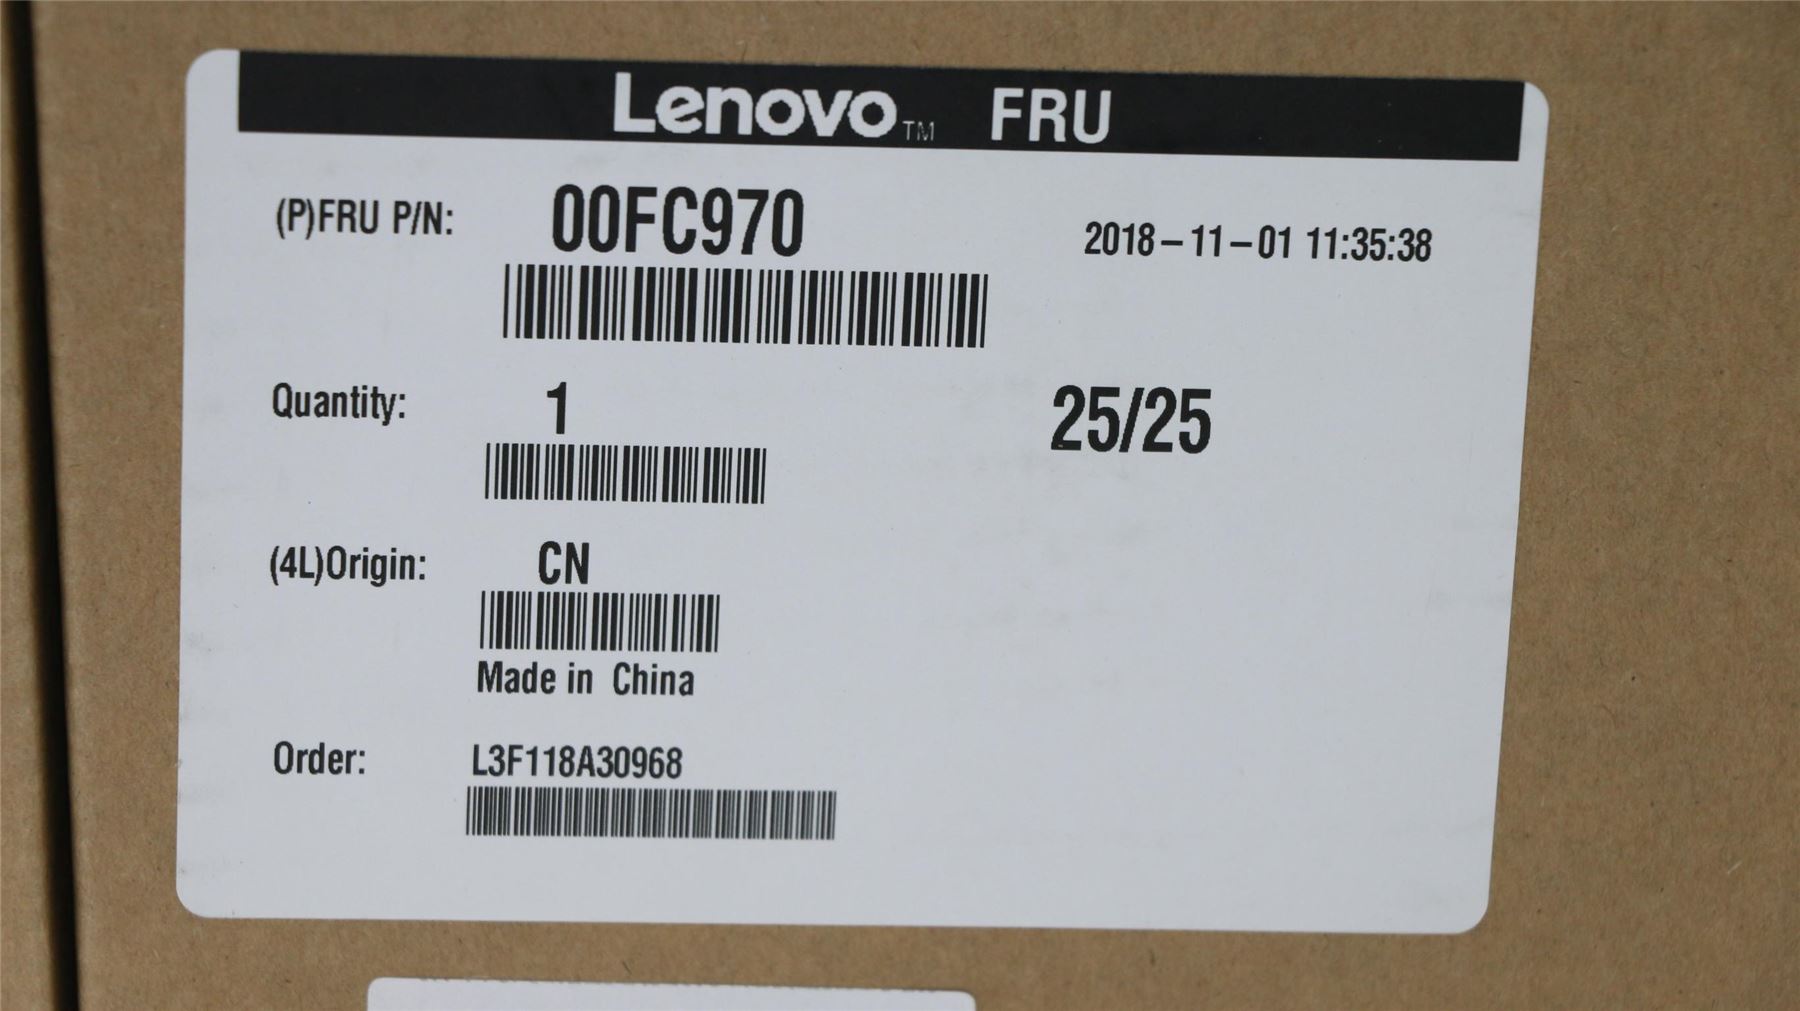 Lenovo™ FRU
(P)FRU P/N: 00FC970 2018-11-01 11:35:38
Quantity: 1 25/25
(4L)Origin: CN
Made in China
Order: L3F118A30968